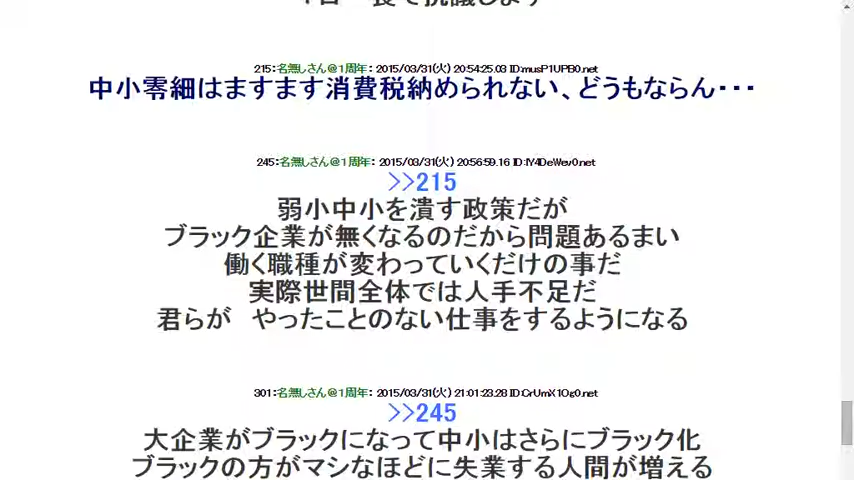 215：名無しさん＠1周年：2015/03/31(火) 20:54:25.03 ID:musP1UPB0.net
中小零細はますます消費税納められない、どうもならん・・・
245：名無しさん＠1周年：2015/03/31(火) 20:56:59.16 ID:IY4DeWev0.net
>>215
弱小中小を潰す政策だが
ブラック企業が無くなるのだから問題あるまい
働く職種が変わっていくだけの事だ
実際世間全体では人手不足だ
君らが　やったことのない仕事をするようになる
301：名無しさん＠1周年：2015/03/31(火) 21:01:23.28 ID:CrUmX1Og0.net
>>245
大企業がブラックになって中小はさらにブラック化
ブラックの方がマシなほどに失業する人間が増える